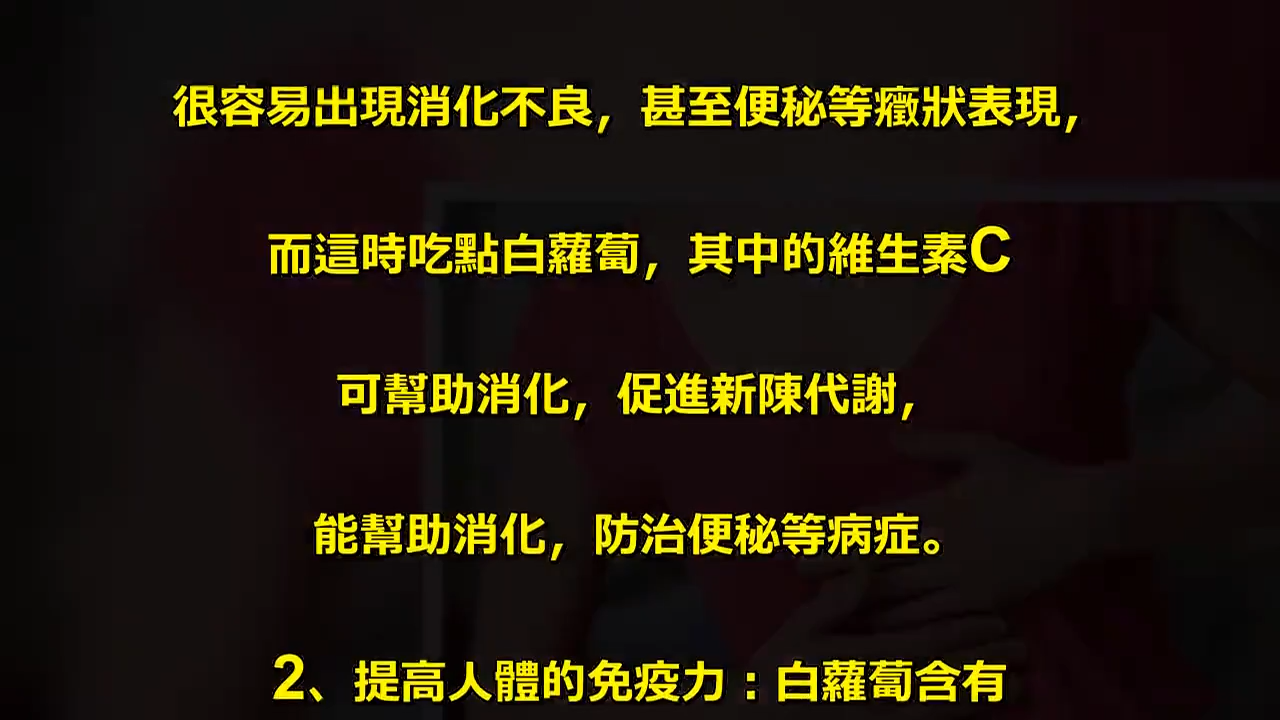 很容易出現消化不良，甚至便秘等癥狀表現，
而這時吃點白蘿蔔，其中的維生素C
可幫助消化，促進新陳代謝，
能幫助消化，防治便秘等病症。
2、提高人體的免疫力：白蘿蔔含有